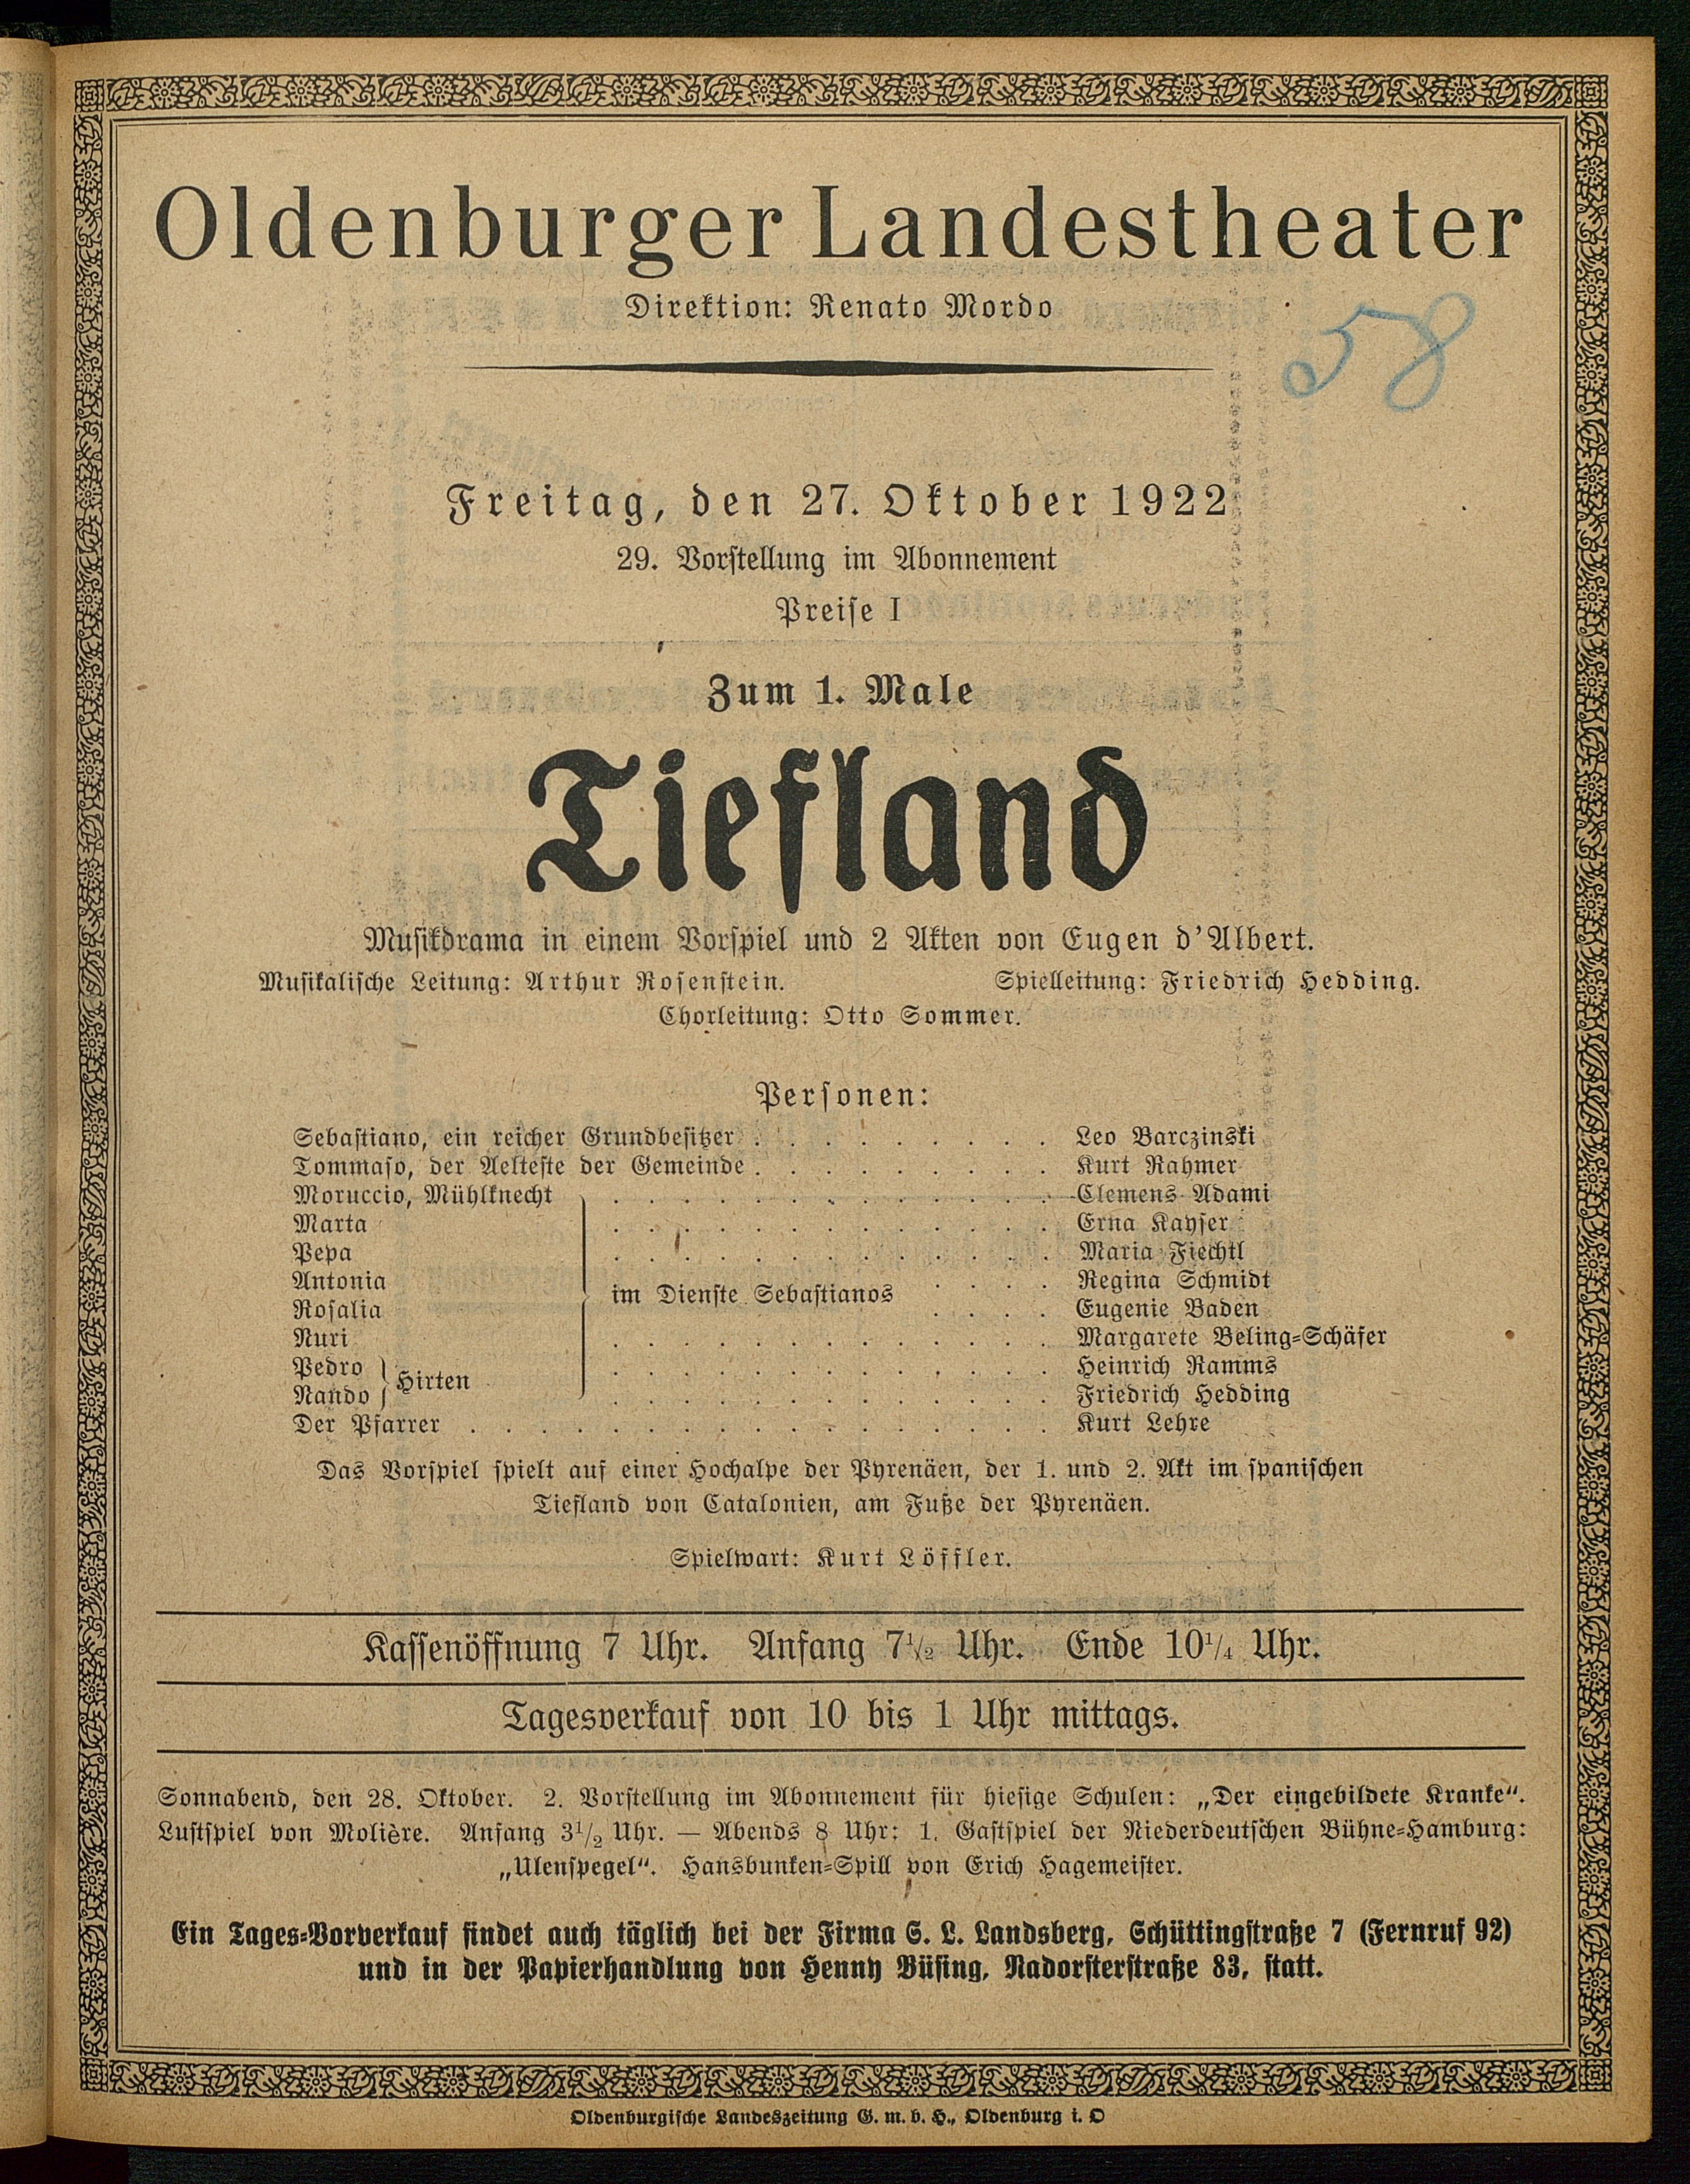 Oldenburger Landestheater
Direktion: Renato Mordo
58
Freitag, den 27. Oktober 1922
29. Vorstellung im Abonnement
Preise I
Zum 1. Male
Tiefland
Musikdrama in einem Vorspiel und 2 Akten von Eugen d'Albert.
Musikalische Leitung: Arthur Rosenstein. Spielleitung: Friedrich Hedding.
Chorleitung: Otto Sommer.
Personen:
Sebastiano, ein reicher Grundbesitzer . . . . . . . . . Leo Barczinski
Tommaso, der Aelteste der Gemeinde . . . . . . . . . Kurt Rahmer
Moruccio, Mühlknecht . . . . . . . . . . . . . Clemens Adami
Marta . . . . . . . . . . . . . Erna Kayser
Pepa . . . . . . . . . . . . . Maria Fiechtl
Antonia . . . . Regina Schmidt
im Dienste Sebastianos
Rosalia . . . . Eugenie Baden
Nuri . . . . . . . . . . . . . Margarete Beling-Schäfer
Pedro . . . . . . . . . . . . . Heinrich Ramms
Hirten
Nando . . . . . . . . . . . . . Friedrich Hedding
Der Pfarrer . . . . . . . . . . . . . . . . . Kurt Lehre
Das Vorspiel spielt auf einer Hochalpe der Pyrenäen, der 1. und 2. Akt im spanischen
Tiefland von Catalonien, am Fuße der Pyrenäen.
Spielwart: Kurt Löffler.
Kassenöffnung 7 Uhr. Anfang 7½ Uhr. Ende 10¼ Uhr.
Tagesverkauf von 10 bis 1 Uhr mittags.
Sonnabend, den 28. Oktober. 2. Vorstellung im Abonnement für hiesige Schulen: „Der eingebildete Kranke“.
Lustspiel von Molière. Anfang 3½ Uhr. — Abends 8 Uhr: 1. Gastspiel der Niederdeutschen Bühne-Hamburg:
„Ulenspegel“. Hansbunken-Spill von Erich Hagemeister.
Ein Tages-Vorverkauf findet auch täglich bei der Firma S. L. Landsberg, Schüttingstraße 7 (Fernruf 92)
und in der Papierhandlung von Henny Büsing, Nadorsterstraße 83, statt.
Oldenburgische Landeszeitung G. m. b. H., Oldenburg i. O